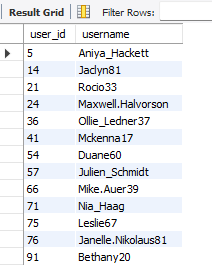 Result Grid Filter Rows:
user_id username
5 Aniya_Hackett
14 Jaclyn81
21 Rocio33
24 Maxwell.Halvorson
36 Ollie_Ledner37
41 Mckenna17
54 Duane60
57 Julien_Schmidt
66 Mike.Auer39
71 Nia_Haag
75 Leslie67
76 Janelle.Nikolaus81
91 Bethany20